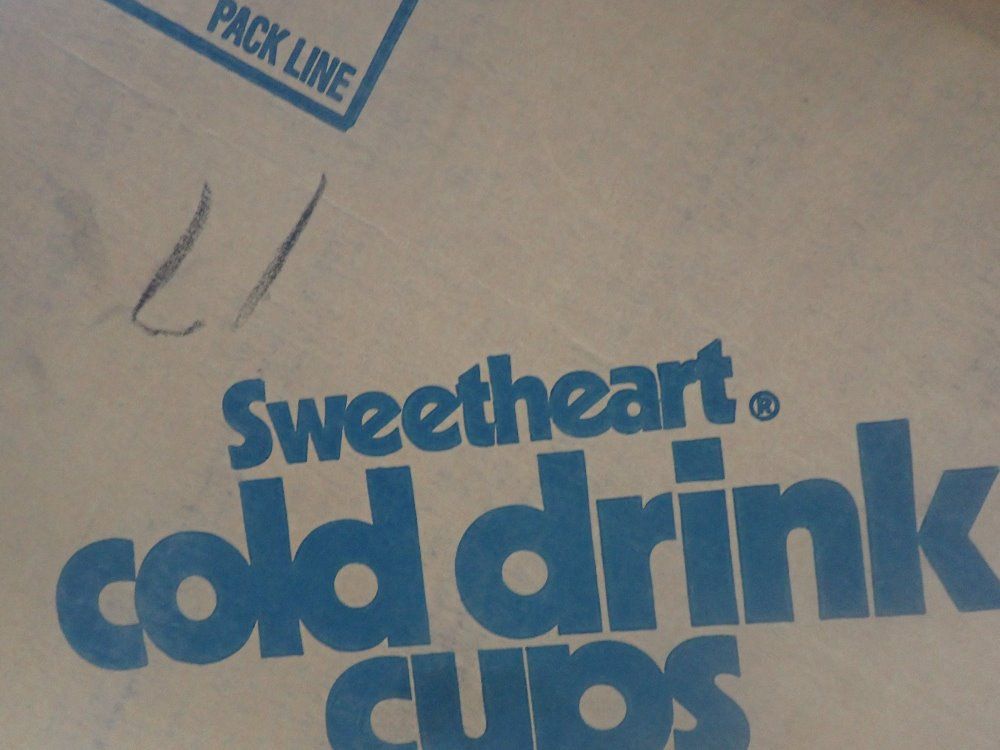 PACK LINE
Sweetheart®
cold drink
cups